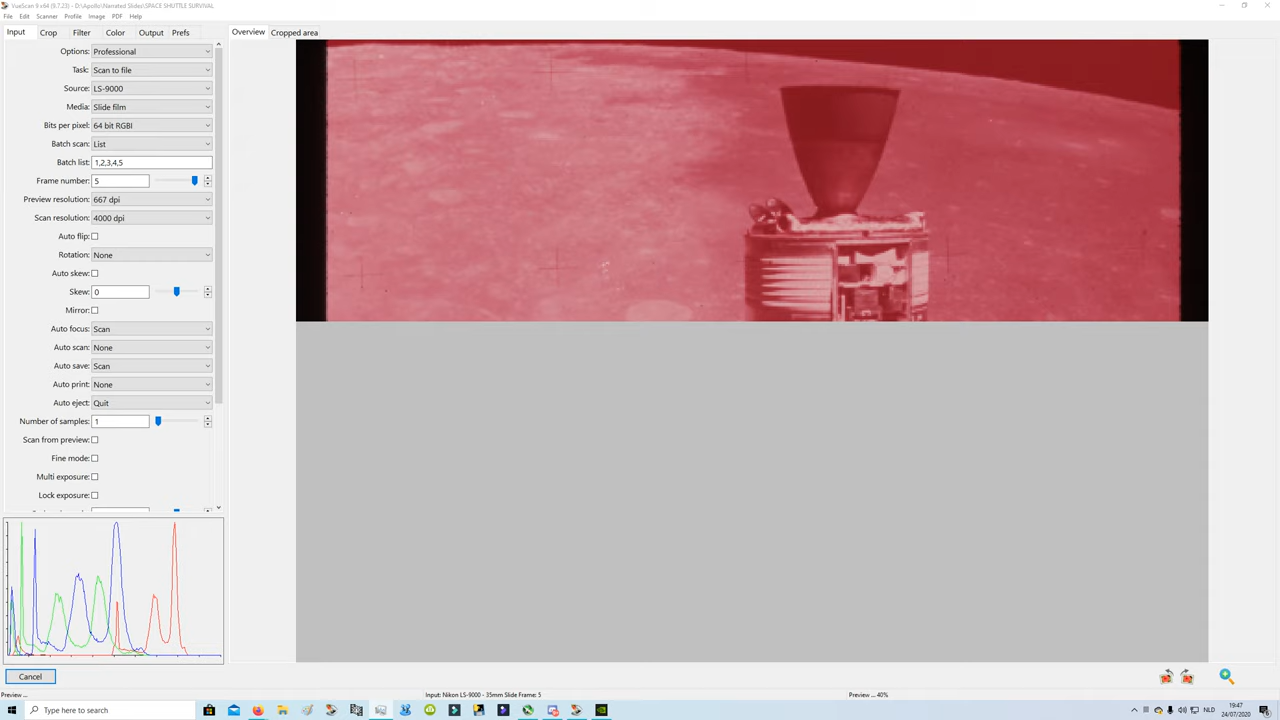 VueScan 9 x64 (9.7.23) - D:\Apollo\Narrated Slides\SPACE SHUTTLE SURVIVAL
File Edit Scanner Profile Image PDF Help
Input Crop Filter Color Output Prefs
Overview Cropped area
Options: Professional
Task: Scan to file
Source: LS-9000
Media: Slide film
Bits per pixel: 64 bit RGBI
Batch scan: List
Batch list: 1,2,3,4,5
Frame number: 5
Preview resolution: 667 dpi
Scan resolution: 4000 dpi
Auto flip:
Rotation: None
Auto skew:
Skew: 0
Mirror:
Auto focus: Scan
Auto scan: None
Auto save: Scan
Auto print: None
Auto eject: Quit
Number of samples: 1
Scan from preview:
Fine mode:
Multi exposure:
Lock exposure:
Cancel
Preview ... Input: Nikon LS-9000 - 35mm Slide Frame: 5 Preview ... 40%
Type here to search
NLD
19:47
24/07/2020